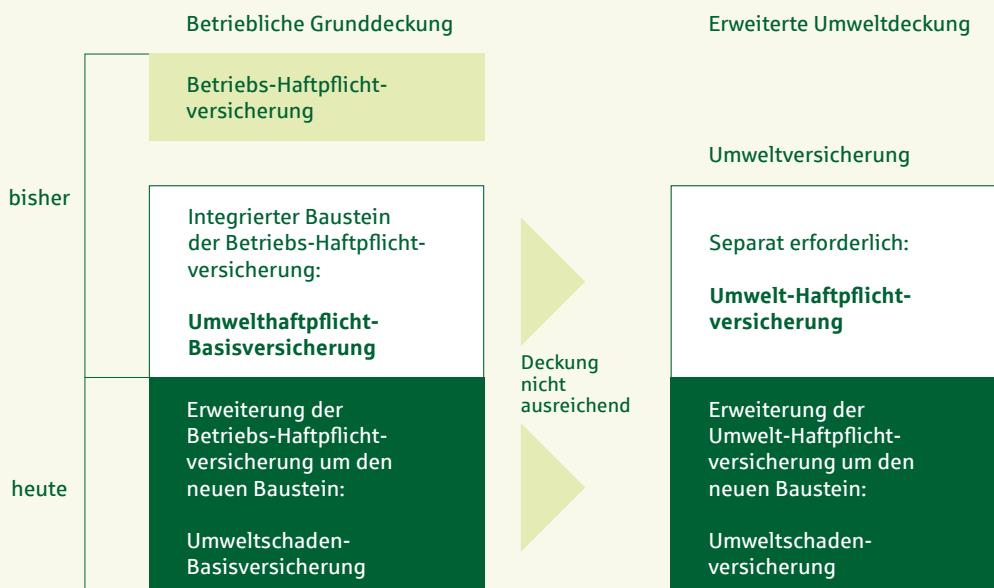 Betriebliche Grunddeckung
Erweiterte Umweltdeckung
Betriebs-Haftpflicht-
versicherung
Umweltversicherung
bisher
Integrierter Baustein
der Betriebs-Haftpflicht-
versicherung:
Umwelthaftpflicht-
Basisversicherung
Separat erforderlich:
Umwelt-Haftpflicht-
versicherung
Deckung
nicht
ausreichend
heute
Erweiterung der
Betriebs-Haftpflicht-
versicherung um den
neuen Baustein:
Umweltschaden-
Basisversicherung
Erweiterung der
Umwelt-Haftpflicht-
versicherung um den
neuen Baustein:
Umweltschaden-
versicherung